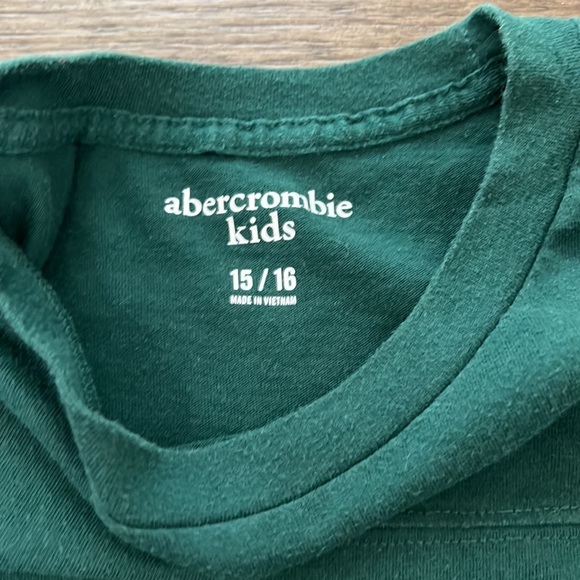 abercrombie
kids
15 / 16
MADE IN VIETNAM